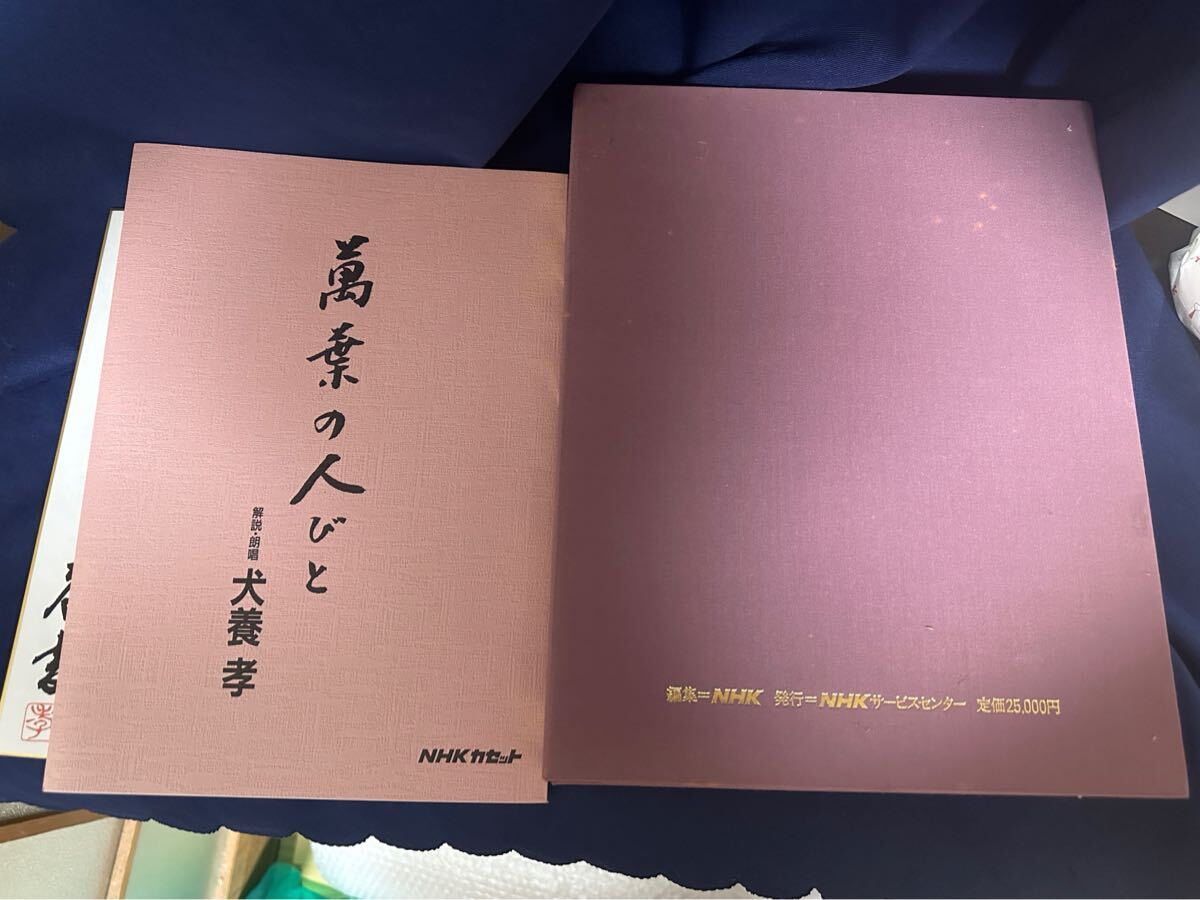 萬葉の人びと
解説・朗唱
犬養孝
NHKカセット
編集=NHK 発行=NHKサービスセンター 定価25,000円
孝書